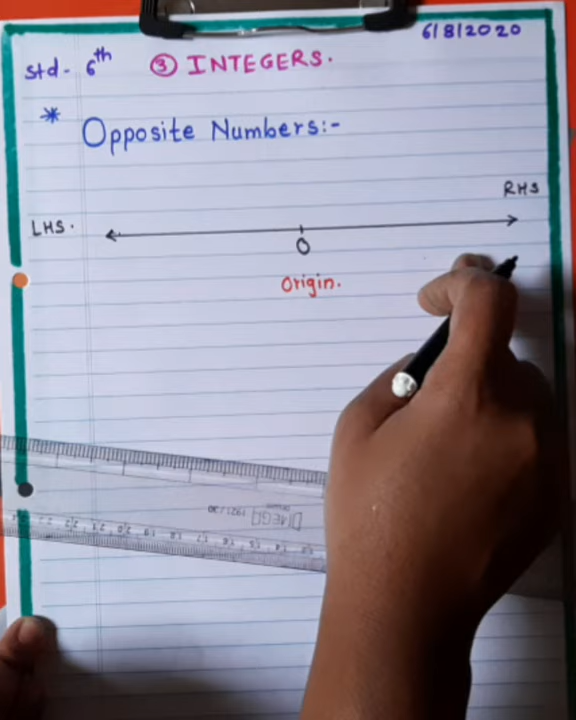 6/8/2020
Std - 6th ③ INTEGERS.
* Opposite Numbers:-
RHS
LHS.
0
Origin.